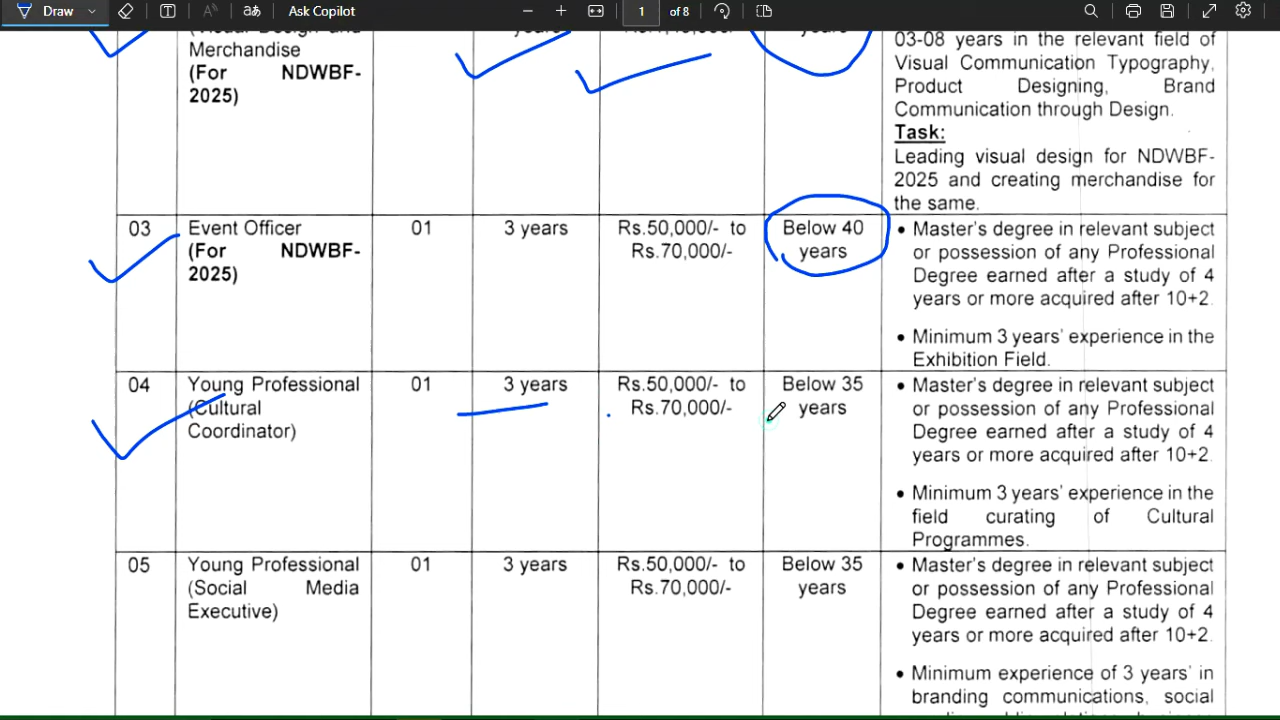 Draw
aあ
Ask Copilot
1 of 8
Merchandise
(For NDWBF-
2025)
years
03-08 years in the relevant field of
Visual Communication Typography,
Product Designing, Brand
Communication through Design.
Task:
Leading visual design for NDWBF-
2025 and creating merchandise for
the same.
03
Event Officer
(For NDWBF-
2025)
01
3 years
Rs.50,000/- to
Rs.70,000/-
Below 40
years
• Master's degree in relevant subject
or possession of any Professional
Degree earned after a study of 4
years or more acquired after 10+2.
• Minimum 3 years' experience in the
Exhibition Field.
04
Young Professional
(Cultural
Coordinator)
01
3 years
Rs.50,000/- to
Rs.70,000/-
Below 35
years
• Master's degree in relevant subject
or possession of any Professional
Degree earned after a study of 4
years or more acquired after 10+2.
• Minimum 3 years' experience in the
field curating of Cultural
Programmes.
05
Young Professional
(Social Media
Executive)
01
3 years
Rs.50,000/- to
Rs.70,000/-
Below 35
years
• Master's degree in relevant subject
or possession of any Professional
Degree earned after a study of 4
years or more acquired after 10+2.
• Minimum experience of 3 years' in
branding communications, social